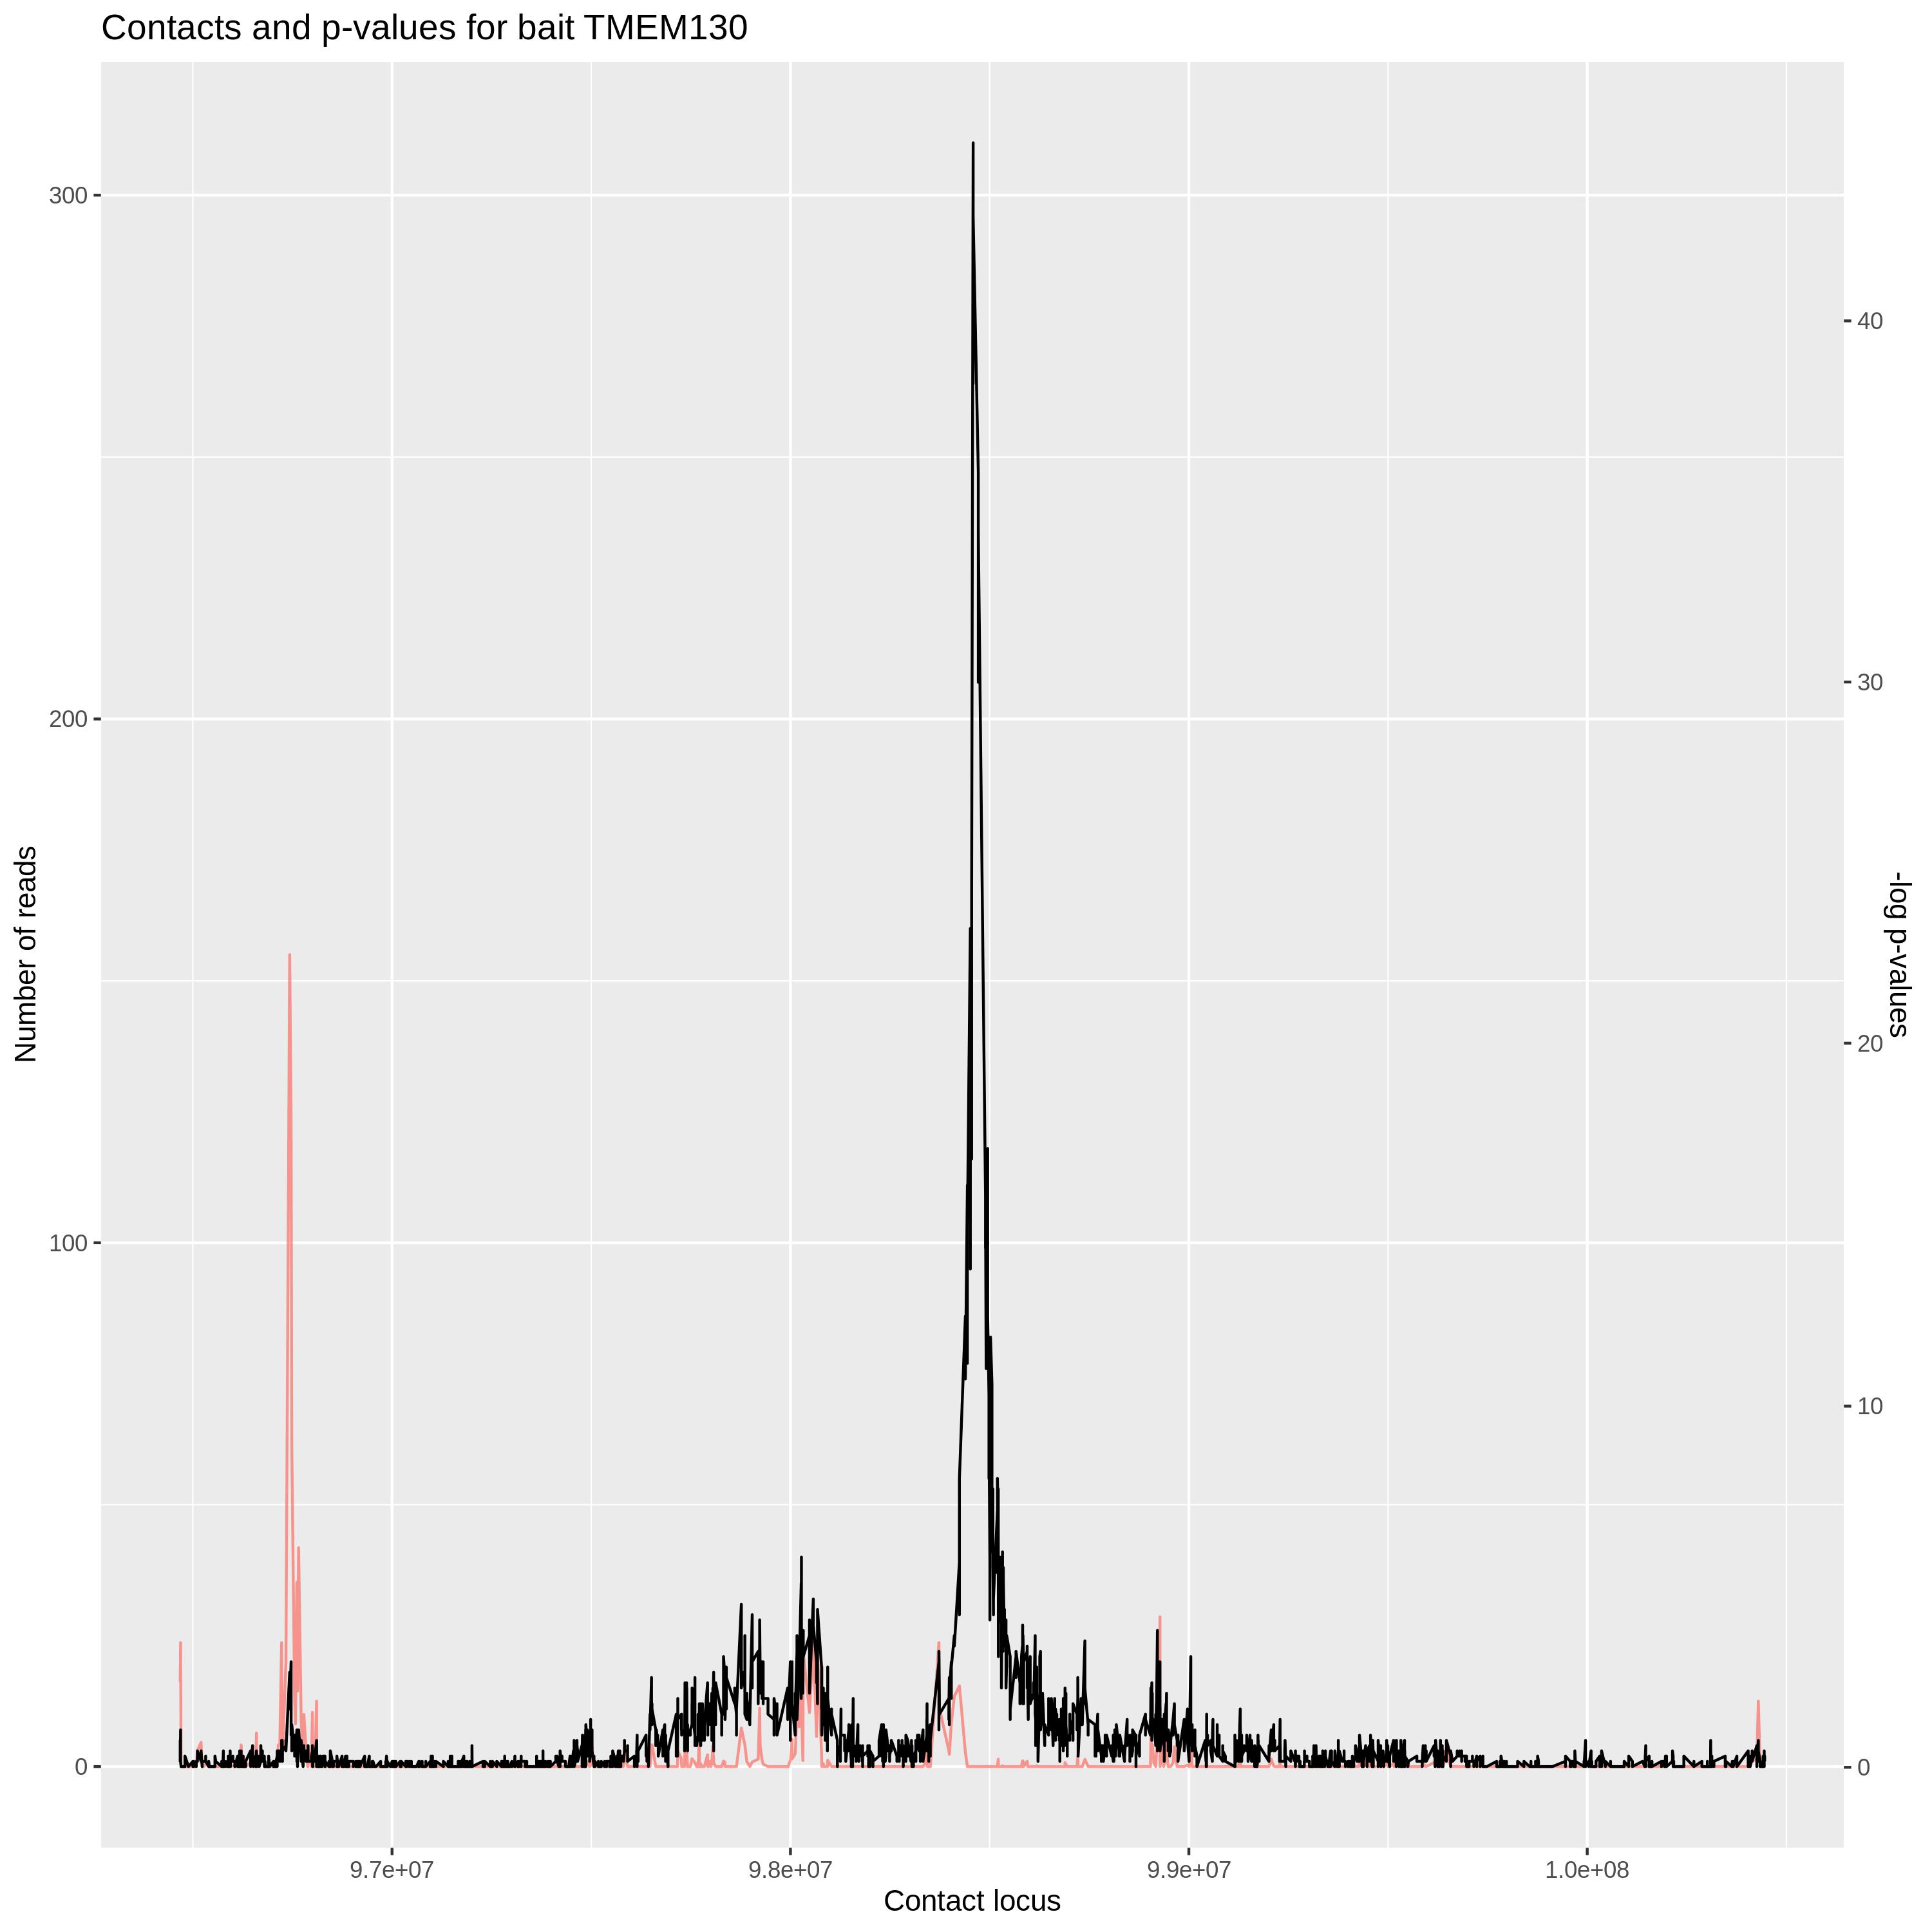 Contacts and p-values for bait TMEM130
300
200
100
0
Number of reads
40
30
20
10
0
-log p-values
9.7e+07
9.8e+07
9.9e+07
1.0e+08
Contact locus